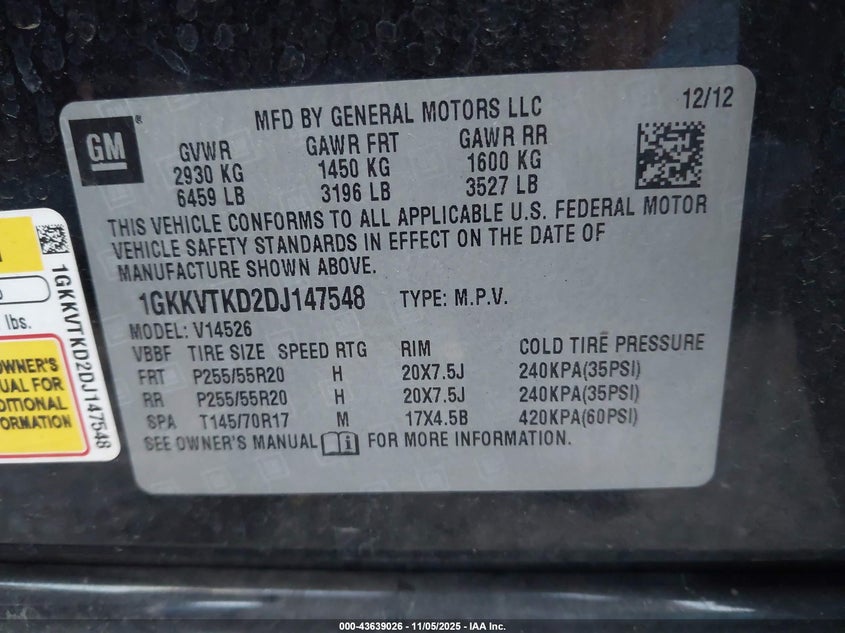 MFD BY GENERAL MOTORS LLC
12/12
GM
®
GVWR GAWR FRT GAWR RR
2930 KG 1450 KG 1600 KG
6459 LB 3196 LB 3527 LB
THIS VEHICLE CONFORMS TO ALL APPLICABLE U.S. FEDERAL MOTOR
VEHICLE SAFETY STANDARDS IN EFFECT ON THE DATE OF
MANUFACTURE SHOWN ABOVE.
1GKKVTKD2DJ147548 TYPE: M.P.V.
MODEL: V14526
VBBF TIRE SIZE SPEED RTG RIM COLD TIRE PRESSURE
FRT P255/55R20 H 20X7.5J 240KPA(35PSI)
RR P255/55R20 H 20X7.5J 240KPA(35PSI)
SPA T145/70R17 M 17X4.5B 420KPA(60PSI)
SEE OWNER'S MANUAL i FOR MORE INFORMATION.
lbs.
OWNER'S
1GKKVTKD2DJ147548
000-43639026 - 11/05/2025 - IAA Inc.